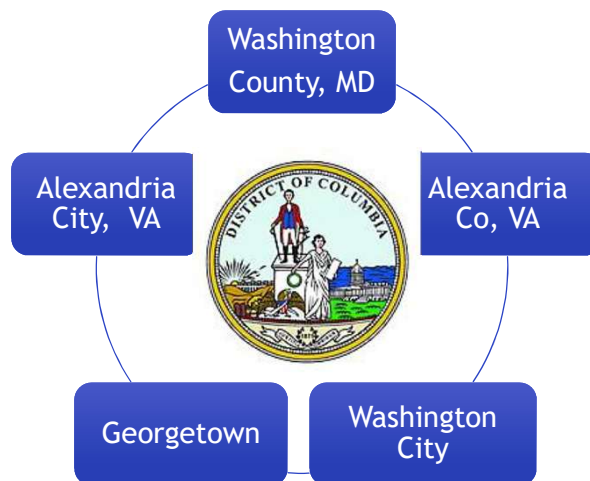 Washington
County, MD
Alexandria
City, VA
DISTRICT OF COLUMBIA
Alexandria
Co, VA
Georgetown
Washington
City